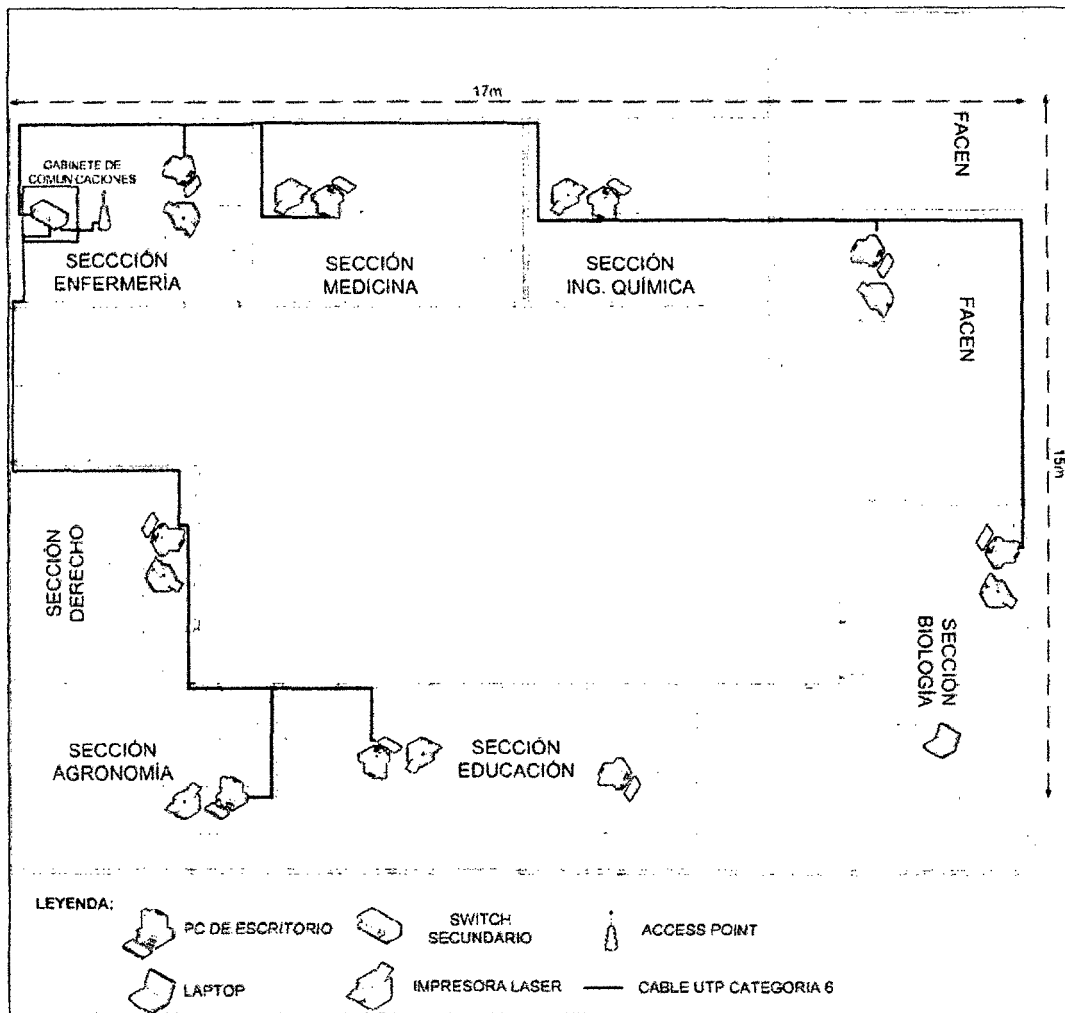 17m
FACEN
GABINETE DE
COMUNICACIONES
SECCCIÓN
ENFERMERÍA
SECCIÓN
MEDICINA
SECCIÓN
ING. QUÍMICA
FACEN
15m
SECCIÓN
DERECHO
SECCIÓN
BIOLOGÍA
SECCIÓN
AGRONOMÍA
SECCIÓN
EDUCACIÓN
LEYENDA:
PC DE ESCRITORIO
SWITCH
SECUNDARIO
ACCESS POINT
LAPTOP
IMPRESORA LASER
CABLE UTP CATEGORIA 6